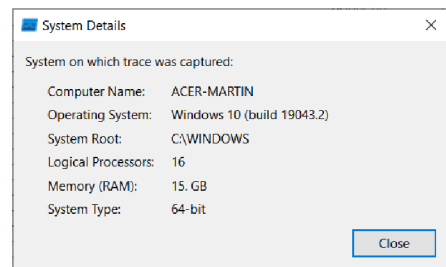 System Details
System on which trace was captured:
Computer Name: ACER-MARTIN
Operating System: Windows 10 (build 19043.2)
System Root: C:\WINDOWS
Logical Processors: 16
Memory (RAM): 15. GB
System Type: 64-bit
Close